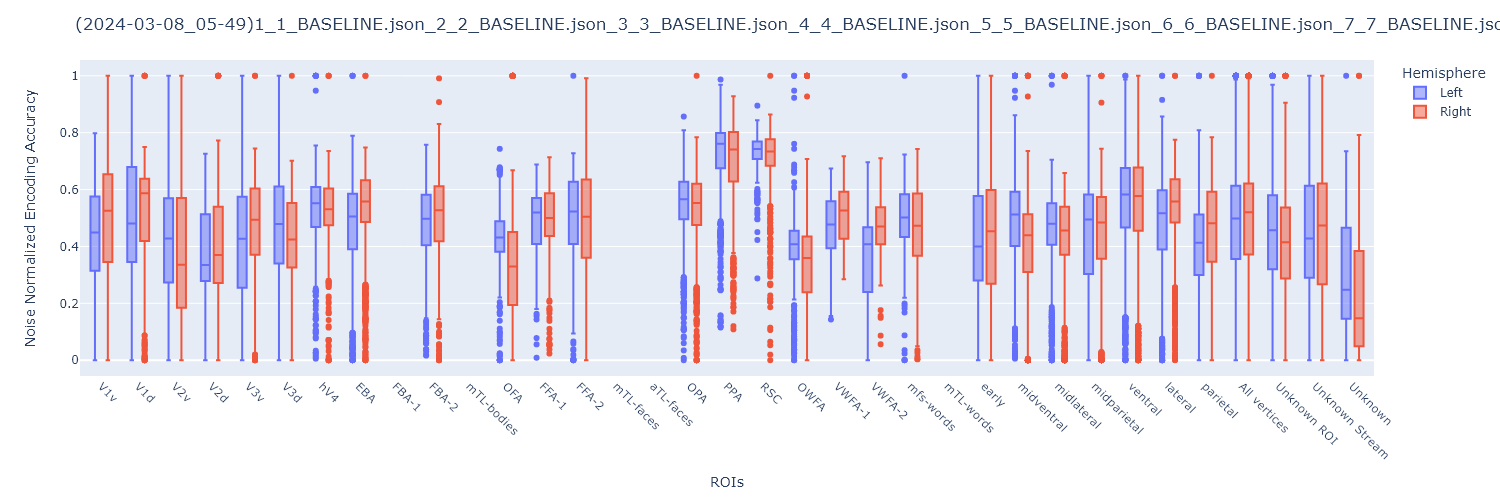 (2024-03-08_05-49)1_1_BASELINE.json_2_2_BASELINE.json_3_3_BASELINE.json_4_4_BASELINE.json_5_5_BASELINE.json_6_6_BASELINE.json_7_7_BASELINE.jsc
Hemisphere
Left
Right
Noise Normalized Encoding Accuracy
1
0.8
0.6
0.4
0.2
0
V1v
V1d
V2v
V2d
V3v
V3d
hV4
EBA
FBA-1
FBA-2
mTL-bodies
OFA
FFA-1
FFA-2
mTL-faces
aTL-faces
OPA
PPA
RSC
OWFA
VWFA-1
VWFA-2
mfs-words
mTL-words
early
midventral
midlateral
midparietal
ventral
lateral
parietal
All vertices
Unknown ROI
Unknown Stream
Unknown
ROIs